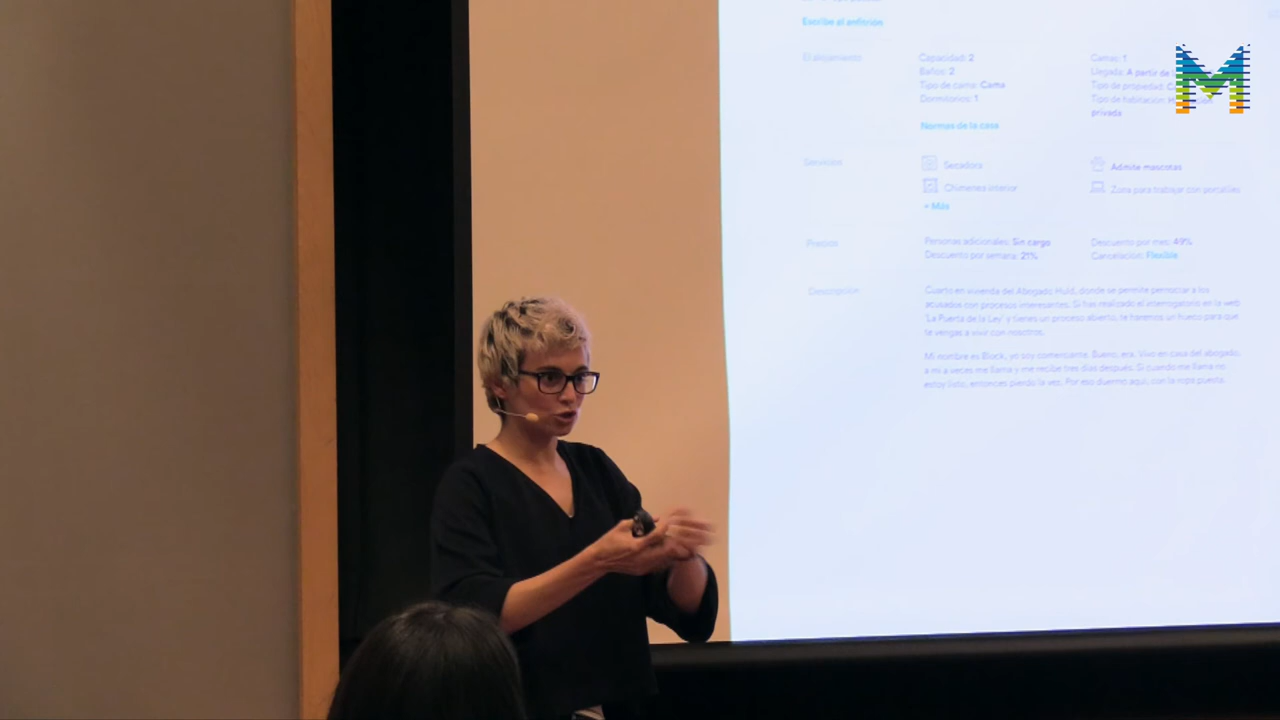 Escribe al anfitrión
El alojamiento
Capacidad: 2
Baños: 2
Tipo de cama: Cama
Dormitorios: 1
Normas de la casa
Camas: 1
Llegada: A partir de
Tipo de propiedad:
Tipo de habitación:
privada
Servicios
Secadora
Chimenea interior
+ Más
Admite mascotas
Zona para trabajar con portátiles
Precios
Personas adicionales: Sin cargo
Descuento por semana: 21%
Descuento por mes: 49%
Cancelación: Flexible
Descripción
Cuarto en vivienda del Abogado Huld, donde se permite pernoctar a los
acusados con procesos interesantes. Si has realizado el interrogatorio en la web
'La Puerta de la Ley' y tienes un proceso abierto, te haremos un hueco para que
te vengas a vivir con nosotros.
Mi nombre es Block, yo soy comerciante. Bueno, era. Vivo en casa del abogado,
a mi a veces me llama y me recibe tres días después. Si cuando me llama no
estoy listo, entonces pierdo la vez. Por eso duermo aquí, con la ropa puesta.
M